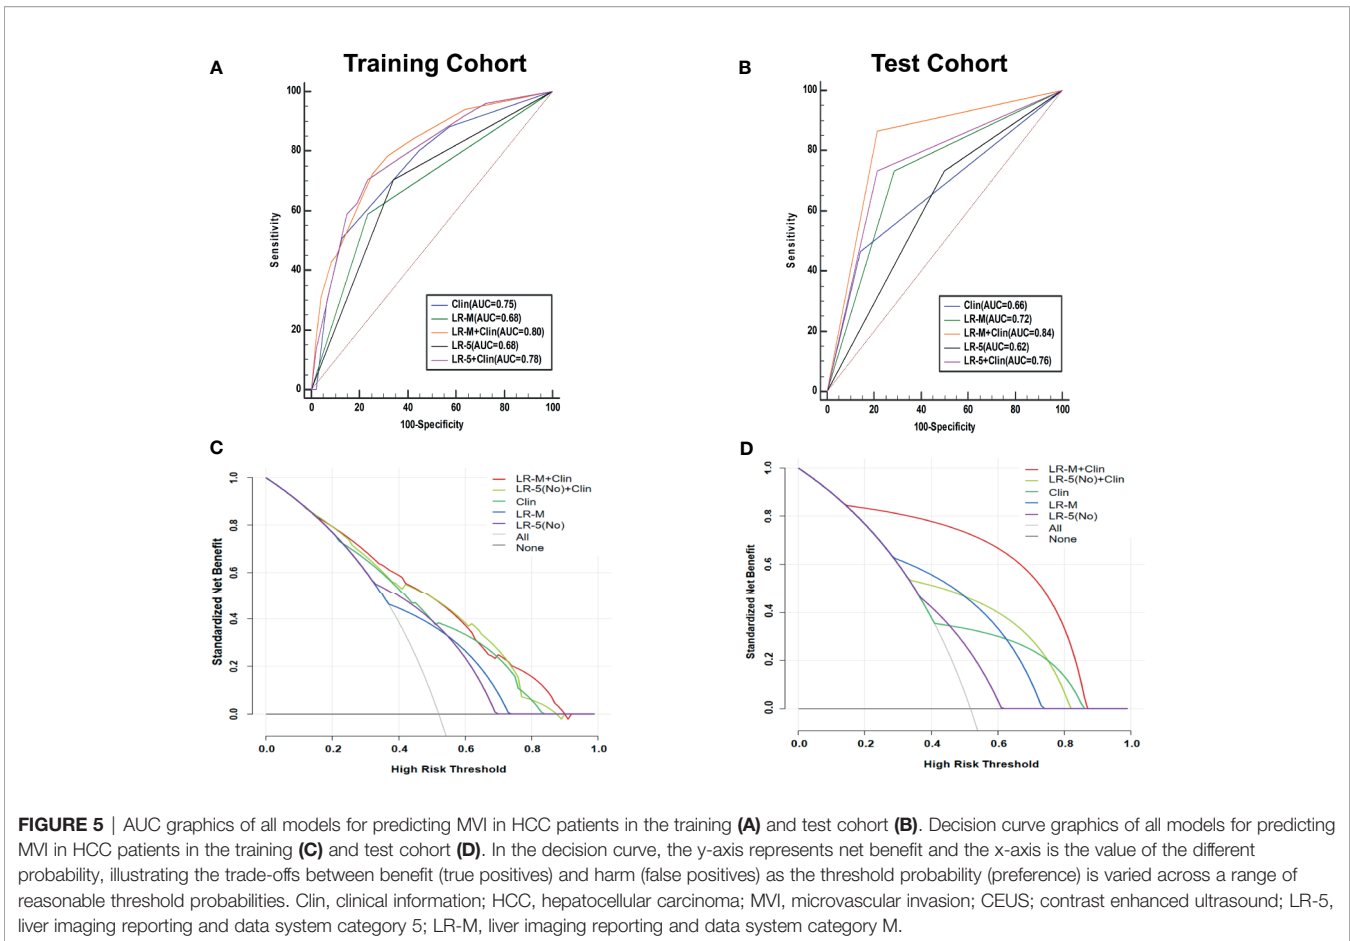 A
Training Cohort
100
80
60
40
20
0
Sensitivity
Clin(AUC=0.75)
LR-M(AUC=0.68)
LR-M+Clin(AUC=0.80)
LR-5(AUC=0.68)
LR-5+Clin(AUC=0.78)
0 20 40 60 80 100
100-Specificity
B
Test Cohort
100
80
60
40
20
0
Sensitivity
Clin(AUC=0.66)
LR-M(AUC=0.72)
LR-M+Clin(AUC=0.84)
LR-5(AUC=0.62)
LR-5+Clin(AUC=0.76)
0 20 40 60 80 100
100-Specificity
C
1.0
0.8
0.6
0.4
0.2
0.0
Standardized Net Benefit
LR-M+Clin
LR-5(No)+Clin
Clin
LR-M
LR-5(No)
All
None
0.0 0.2 0.4 0.6 0.8 1.0
High Risk Threshold
D
1.0
0.8
0.6
0.4
0.2
0.0
Standardized Net Benefit
LR-M+Clin
LR-5(No)+Clin
Clin
LR-M
LR-5(No)
All
None
0.0 0.2 0.4 0.6 0.8 1.0
High Risk Threshold
FIGURE 5 | AUC graphics of all models for predicting MVI in HCC patients in the training (A) and test cohort (B). Decision curve graphics of all models for predicting
MVI in HCC patients in the training (C) and test cohort (D). In the decision curve, the y-axis represents net benefit and the x-axis is the value of the different
probability, illustrating the trade-offs between benefit (true positives) and harm (false positives) as the threshold probability (preference) is varied across a range of
reasonable threshold probabilities. Clin, clinical information; HCC, hepatocellular carcinoma; MVI, microvascular invasion; CEUS; contrast enhanced ultrasound; LR-5,
liver imaging reporting and data system category 5; LR-M, liver imaging reporting and data system category M.